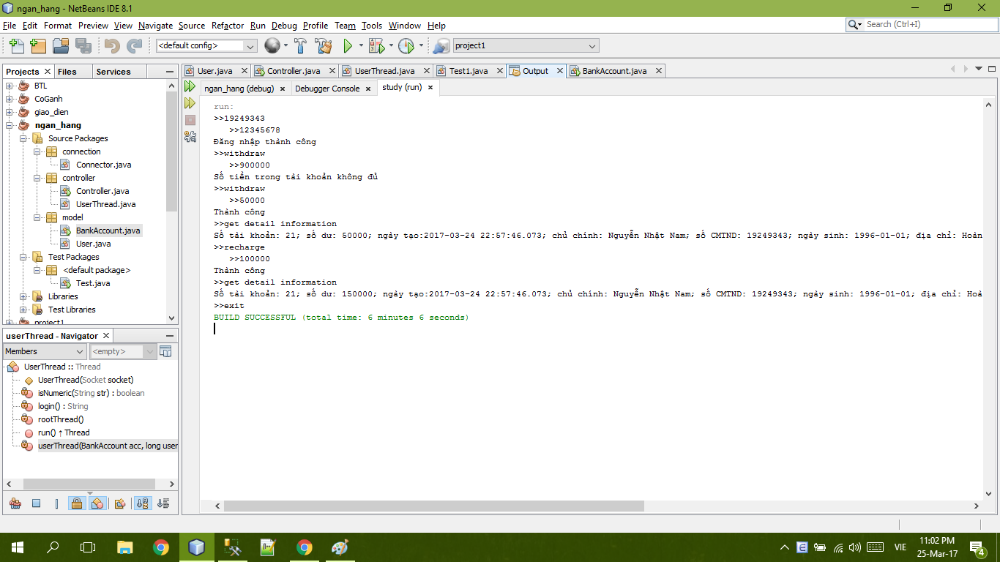 ngan_hang - NetBeans IDE 8.1
File Edit Format Preview View Navigate Source Refactor Run Debug Profile Team Tools Window Help
Search (Ctrl+I)
<default config>
project1
Projects Files Services
User.java Controller.java UserThread.java Test1.java Output BankAccount.java
ngan_hang (debug) Debugger Console study (run)
BTL
CoGanh
giao_dien
ngan_hang
Source Packages
connection
Connector.java
controller
Controller.java
UserThread.java
model
BankAccount.java
User.java
Test Packages
<default package>
Test.java
Libraries
Test Libraries
project1
userThread - Navigator
Members
<empty>
UserThread :: Thread
UserThread(Socket socket)
isNumeric(String str) : boolean
login() : String
rootThread()
run() ↑ Thread
userThread(BankAccount acc, long user
run:
>>19249343
>>12345678
Đăng nhập thành công
>>withdraw
>>900000
Số tiền trong tài khoản không đủ
>>withdraw
>>50000
Thành công
>>get detail information
Số tài khoản: 21; số dư: 50000; ngày tạo:2017-03-24 22:57:46.073; chủ chính: Nguyễn Nhật Nam; số CMTND: 19249343; ngày sinh: 1996-01-01; địa chỉ: Hoàn
>>recharge
>>100000
Thành công
>>get detail information
Số tài khoản: 21; số dư: 150000; ngày tạo:2017-03-24 22:57:46.073; chủ chính: Nguyễn Nhật Nam; số CMTND: 19249343; ngày sinh: 1996-01-01; địa chỉ: Hoà
>>exit
BUILD SUCCESSFUL (total time: 6 minutes 6 seconds)
VIE
11:02 PM
25-Mar-17
4